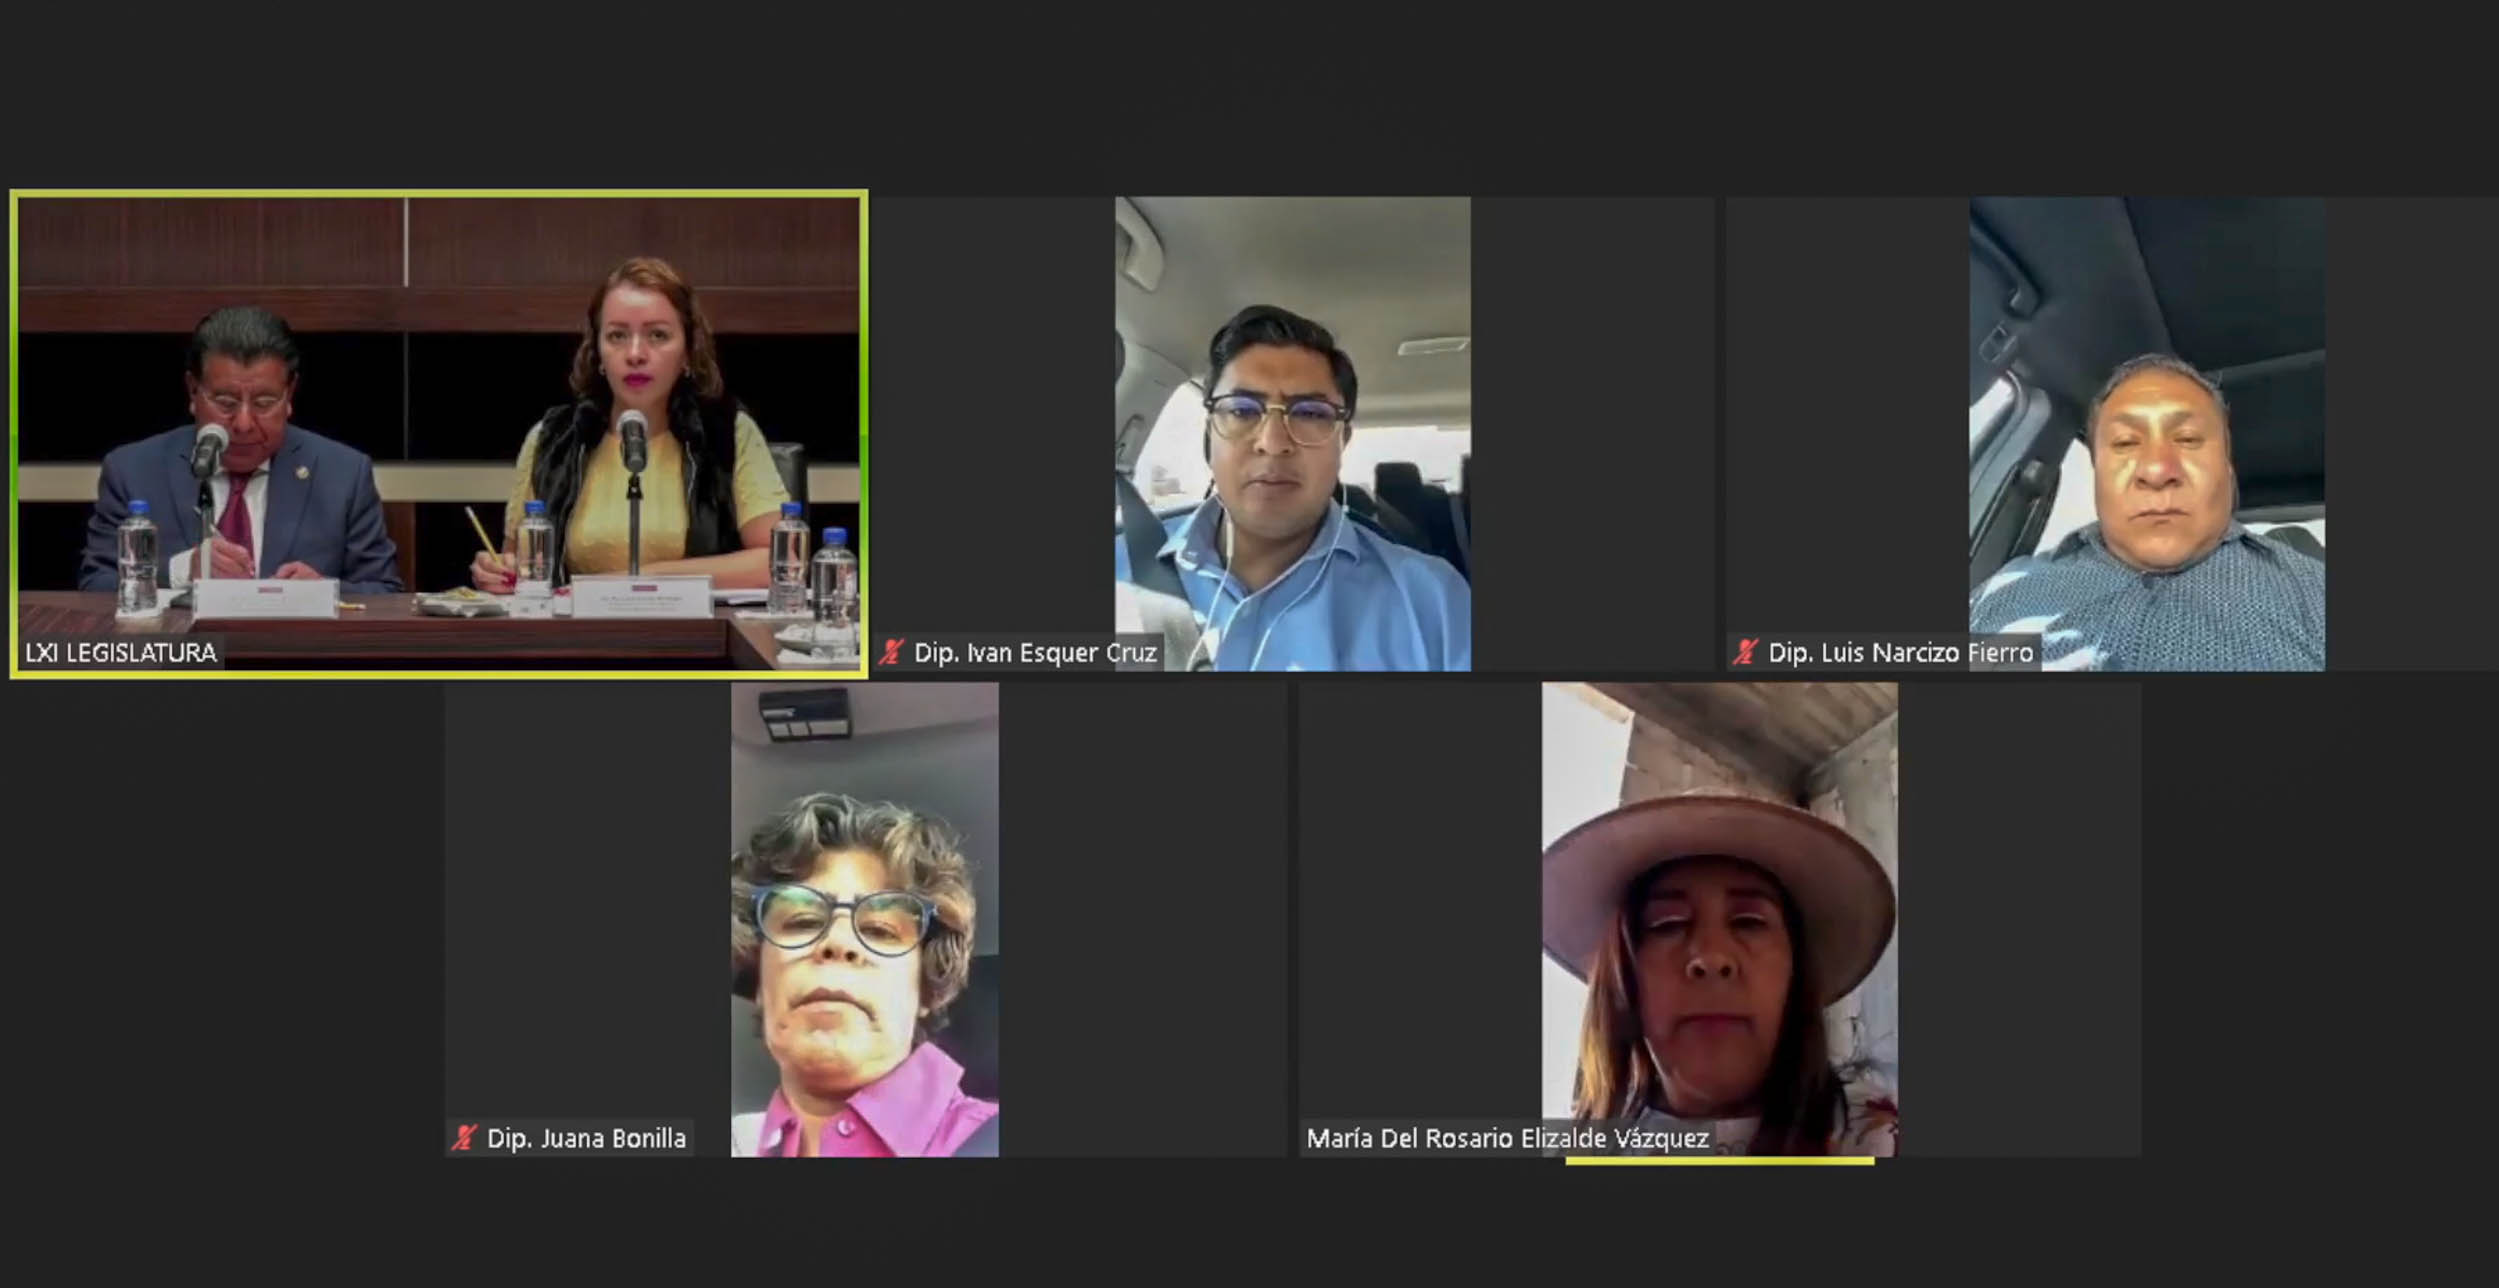 LXI LEGISLATURA
Dip. Ivan Esquer Cruz
Dip. Luis Narcizo Fierro
Dip. Juana Bonilla
María Del Rosario Elizalde Vázquez